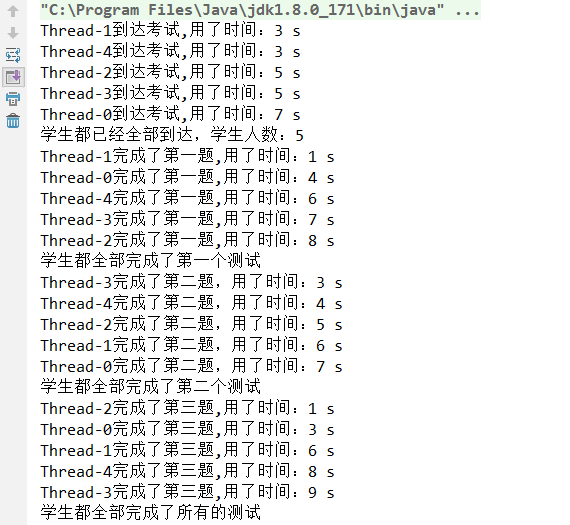 "C:\Program Files\Java\jdk1.8.0_171\bin\java" ...
Thread-1到达考试,用了时间：3 s
Thread-4到达考试,用了时间：3 s
Thread-2到达考试,用了时间：5 s
Thread-3到达考试,用了时间：5 s
Thread-0到达考试,用了时间：7 s
学生都已经全部到达，学生人数：5
Thread-1完成了第一题,用了时间：1 s
Thread-0完成了第一题,用了时间：4 s
Thread-4完成了第一题,用了时间：6 s
Thread-3完成了第一题,用了时间：7 s
Thread-2完成了第一题,用了时间：8 s
学生都全部完成了第一个测试
Thread-3完成了第二题，用了时间：3 s
Thread-4完成了第二题，用了时间：4 s
Thread-2完成了第二题，用了时间：5 s
Thread-1完成了第二题，用了时间：6 s
Thread-0完成了第二题，用了时间：7 s
学生都全部完成了第二个测试
Thread-2完成了第三题,用了时间：1 s
Thread-0完成了第三题,用了时间：3 s
Thread-1完成了第三题,用了时间：6 s
Thread-4完成了第三题,用了时间：8 s
Thread-3完成了第三题,用了时间：9 s
学生都全部完成了所有的测试